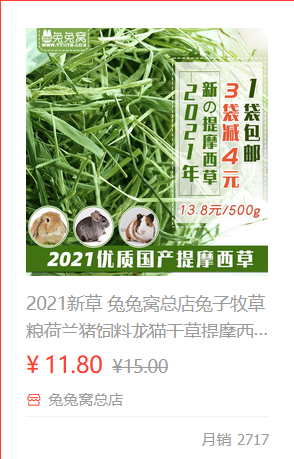 兔兔窝
WWW.TTWTB.COM
1袋包邮
3袋减4元
新の提摩西草
2021年
13.8元/500g
2021优质国产提摩西草
2021新草 兔兔窝总店兔子牧草
粮荷兰猪饲料龙猫干草提摩西...
¥ 11.80 ¥15.00
兔兔窝总店
月销 2717